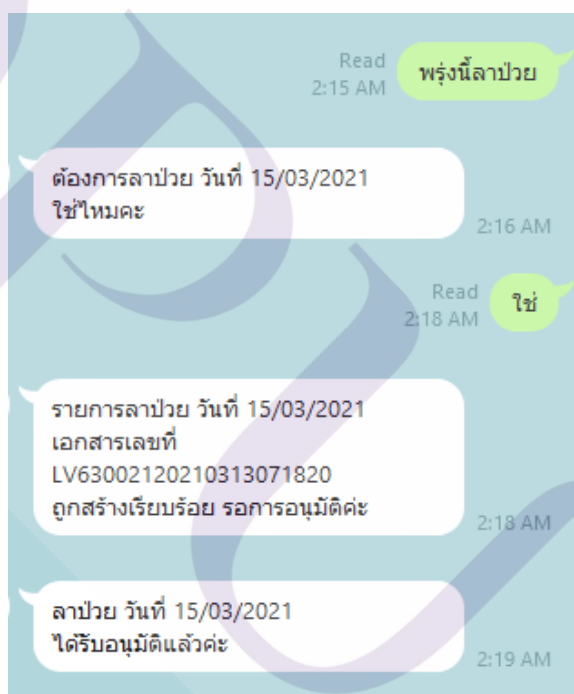 Read
2:15 AM
พรุ่งนี้ลาป่วย
ต้องการลาป่วย วันที่ 15/03/2021
ใช่ไหมคะ
2:16 AM
Read
2:18 AM
ใช่
รายการลาป่วย วันที่ 15/03/2021
เอกสารเลขที่
LV63002120210313071820
ถูกสร้างเรียบร้อย รอการอนุมัติค่ะ
2:18 AM
ลาป่วย วันที่ 15/03/2021
ได้รับอนุมัติแล้วค่ะ
2:19 AM